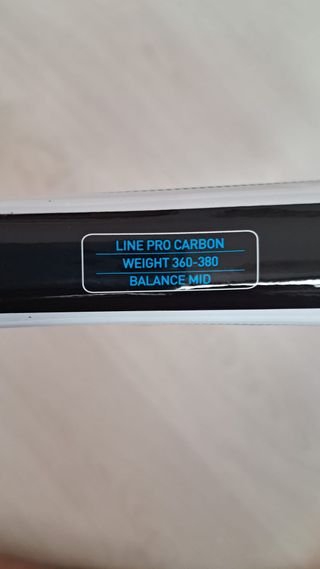 LINE PRO CARBON
WEIGHT 360-380
BALANCE MID